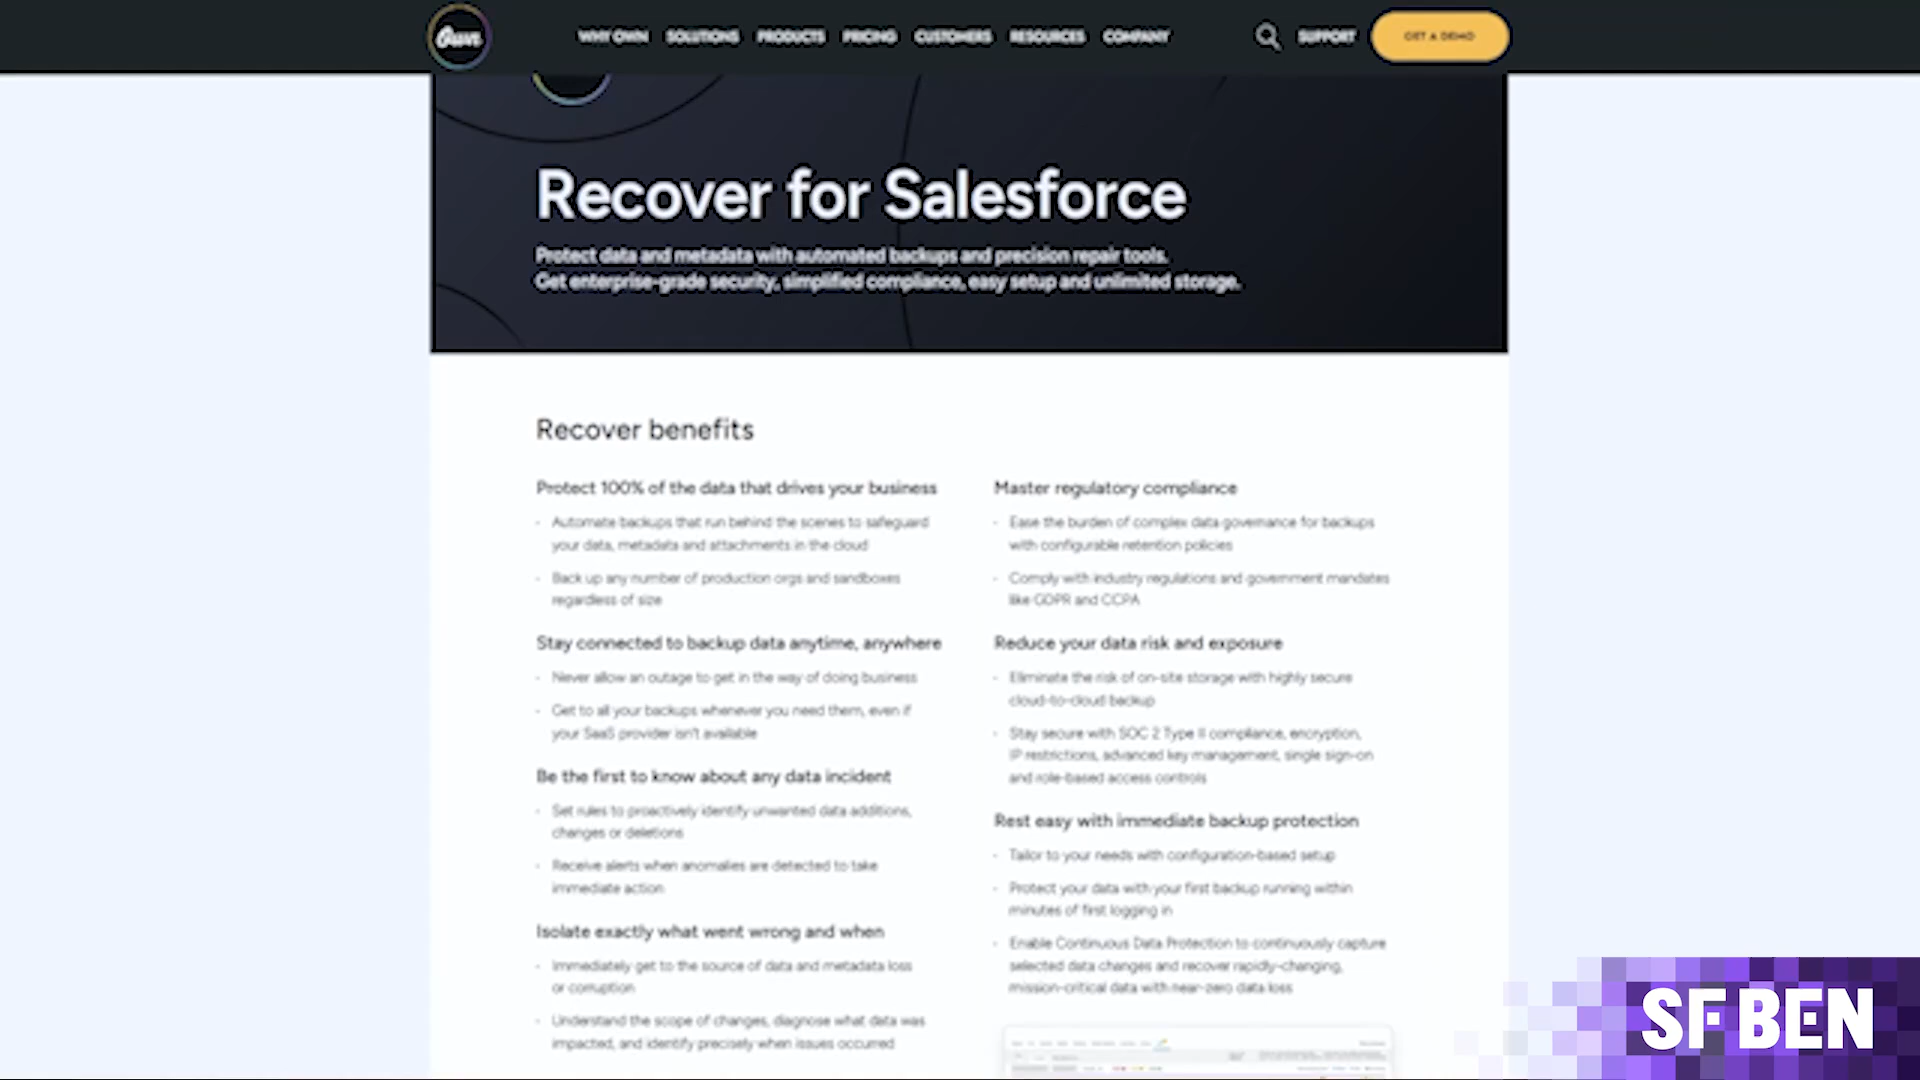 Own
WHY OWN SOLUTIONS PRODUCTS PRICING CUSTOMERS RESOURCES COMPANY
SUPPORT
GET A DEMO
Recover for Salesforce
Protect data and metadata with automated backups and precision repair tools.
Get enterprise-grade security, simplified compliance, easy setup and unlimited storage.
Recover benefits
Protect 100% of the data that drives your business
- Automate backups that run behind the scenes to safeguard
your data, metadata and attachments in the cloud
- Back up any number of production orgs and sandboxes
regardless of size
Stay connected to backup data anytime, anywhere
- Never allow an outage to get in the way of doing business
- Get to all your backups whenever you need them, even if
your SaaS provider isn't available
Be the first to know about any data incident
- Set rules to proactively identify unwanted data additions,
changes or deletions
- Receive alerts when anomalies are detected to take
immediate action
Isolate exactly what went wrong and when
- Immediately get to the source of data and metadata loss
or corruption
- Understand the scope of changes, diagnose what data was
impacted, and identify precisely when issues occurred
Master regulatory compliance
- Ease the burden of complex data governance for backups
with configurable retention policies
- Comply with industry regulations and government mandates
like GDPR and CCPA
Reduce your data risk and exposure
- Eliminate the risk of on-site storage with highly secure
cloud-to-cloud backup
- Stay secure with SOC 2 Type II compliance, encryption,
IP restrictions, advanced key management, single sign-on
and role-based access controls
Rest easy with immediate backup protection
- Tailor to your needs with configuration-based setup
- Protect your data with your first backup running within
minutes of first logging in
- Enable Continuous Data Protection to continuously capture
selected data changes and recover rapidly-changing,
mission-critical data with near-zero data loss
SF BEN